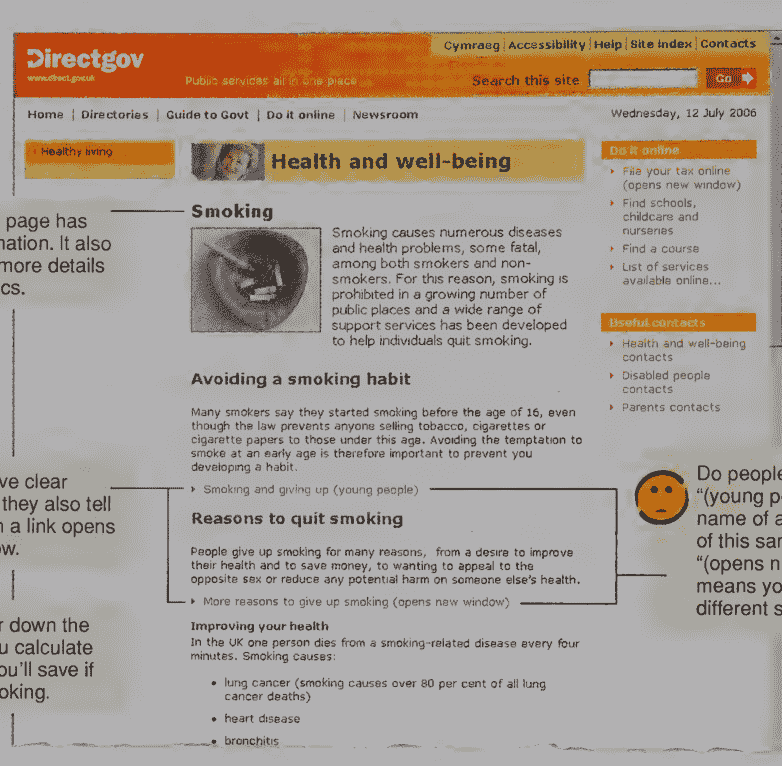 Directgov
www.direct.gov.uk
Public services all in one place
Cymraeg | Accessibility | Help | Site index | Contacts
Search this site
Go
Home | Directories | Guide to Govt | Do it online | Newsroom
Wednesday, 12 July 2006
Healthy living
Health and well-being
Smoking
Smoking causes numerous diseases
and health problems, some fatal,
among both smokers and non-
smokers. For this reason, smoking is
prohibited in a growing number of
public places and a wide range of
support services has been developed
to help individuals quit smoking.
Avoiding a smoking habit
Many smokers say they started smoking before the age of 16, even
though the law prevents anyone selling tobacco, cigarettes or
cigarette papers to those under this age. Avoiding the temptation to
smoke at an early age is therefore important to prevent you
developing a habit.
Smoking and giving up (young people)
Reasons to quit smoking
People give up smoking for many reasons, from a desire to improve
their health and to save money, to wanting to appeal to the
opposite sex or reduce any potential harm on someone else's health.
More reasons to give up smoking (opens new window)
Improving your health
In the UK one person dies from a smoking-related disease every four
minutes. Smoking causes:
• lung cancer (smoking causes over 80 per cent of all lung
cancer deaths)
• heart disease
• bronchitis
Do it online
File your tax online
(opens new window)
Find schools,
childcare and
nurseries
Find a course
List of services
available online...
Useful contacts
Health and well-being
contacts
Disabled people
contacts
Parents contacts
page has
mation. It also
more details
cs.
ve clear
they also tell
a link opens
ow.
r down the
u calculate
ou'll save if
oking.
Do people
"(young p
name of a
of this sa
"(opens n
means yo
different s